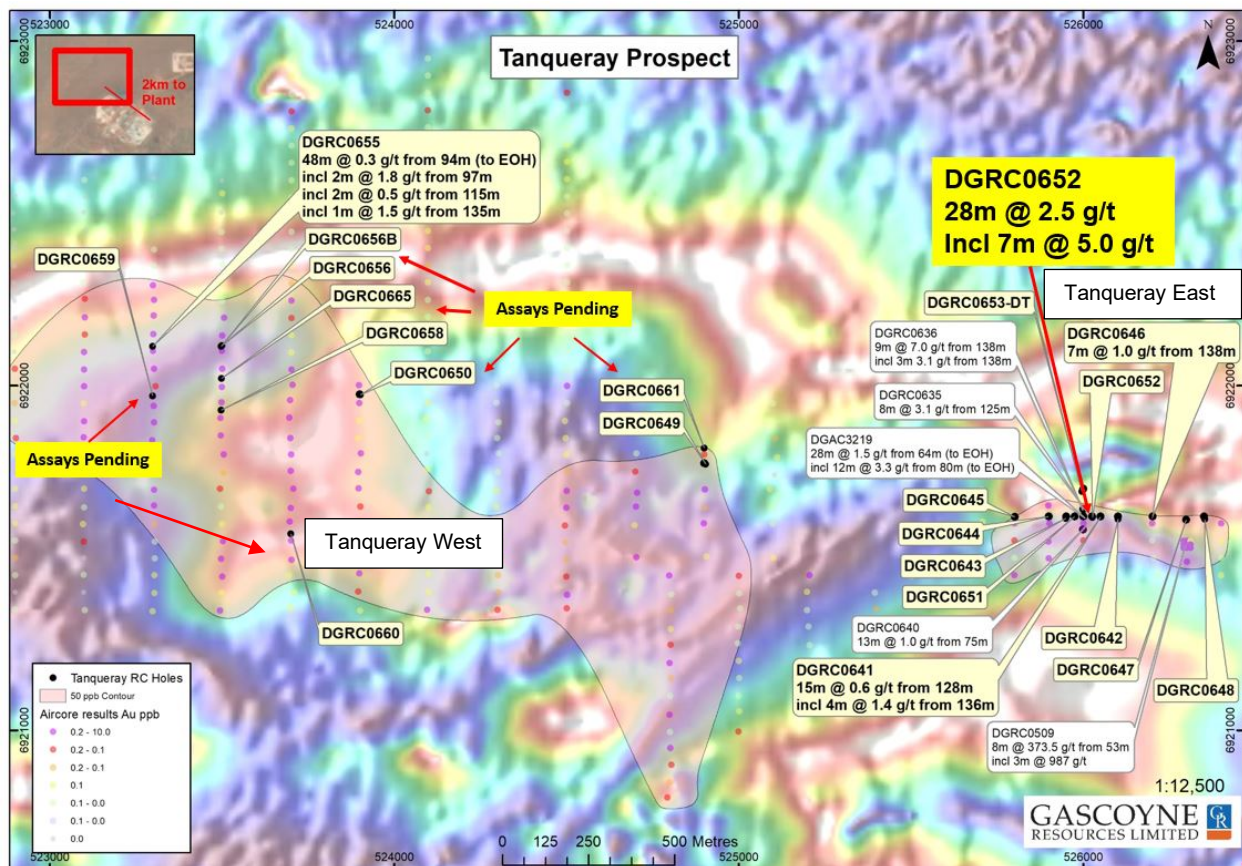 523000
524000
525000
526000
6923000
6923000
Tanqueray Prospect
N
2km to
Plant
DGRC0655
48m @ 0.3 g/t from 94m (to EOH)
incl 2m @ 1.8 g/t from 97m
incl 2m @ 0.5 g/t from 115m
incl 1m @ 1.5 g/t from 135m
DGRC0652
28m @ 2.5 g/t
Incl 7m @ 5.0 g/t
DGRC0659
DGRC0656B
DGRC0656
DGRC0665
DGRC0658
DGRC0650
Assays Pending
DGRC0661
DGRC0649
DGRC0653-DT
Tanqueray East
DGRC0636
9m @ 7.0 g/t from 138m
incl 3m 3.1 g/t from 138m
DGRC0646
7m @ 1.0 g/t from 138m
DGRC0652
DGRC0635
8m @ 3.1 g/t from 125m
6922000
6922000
DGAC3219
28m @ 1.5 g/t from 64m (to EOH)
incl 12m @ 3.3 g/t from 80m (to EOH)
Assays Pending
DGRC0645
DGRC0644
DGRC0643
DGRC0651
Tanqueray West
DGRC0660
DGRC0640
13m @ 1.0 g/t from 75m
DGRC0642
DGRC0641
15m @ 0.6 g/t from 128m
incl 4m @ 1.4 g/t from 136m
DGRC0647
DGRC0648
DGRC0509
8m @ 373.5 g/t from 53m
incl 3m @ 987 g/t
6921000
6921000
Tanqueray RC Holes
50 ppb Contour
Aircore results Au ppb
0.2 - 10.0
0.2 - 0.1
0.2 - 0.1
0.1
0.1 - 0.0
0.1 - 0.0
0.0
1:12,500
GASCOYNE
RESOURCES LIMITED
GR
0 125 250 500 Metres
523000
524000
525000
526000